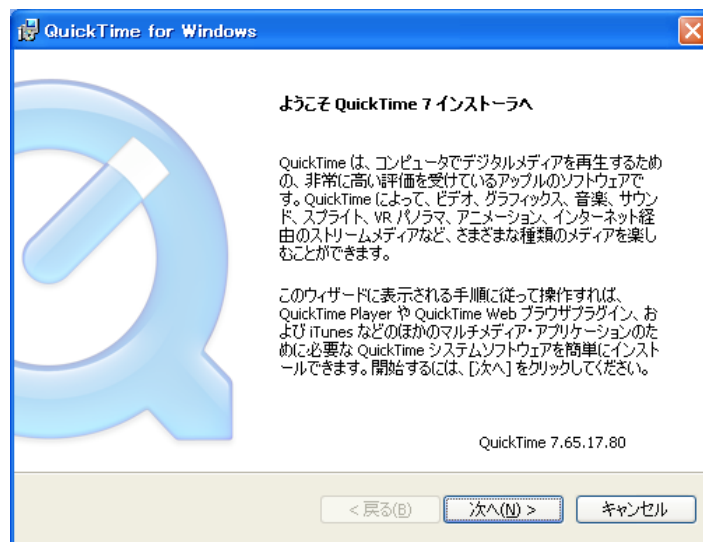 QuickTime for Windows
ようこそ QuickTime 7 インストーラへ
QuickTime は、コンピュータでデジタルメディアを再生するため
の、非常に高い評価を受けているアップルのソフトウェアで
す。QuickTime によって、ビデオ、グラフィックス、音楽、サウン
ド、スプライト、VR パノラマ、アニメーション、インターネット経
由のストリームメディアなど、さまざまな種類のメディアを楽し
むことができます。
このウィザードに表示される手順に従って操作すれば、
QuickTime Player や QuickTime Web ブラウザプラグイン、お
よび iTunes などのほかのマルチメディア・アプリケーションのた
めに必要な QuickTime システムソフトウェアを簡単にインスト
ールできます。開始するには、[次へ] をクリックしてください。
QuickTime 7.65.17.80
< 戻る(B) 次へ(N) > キャンセル